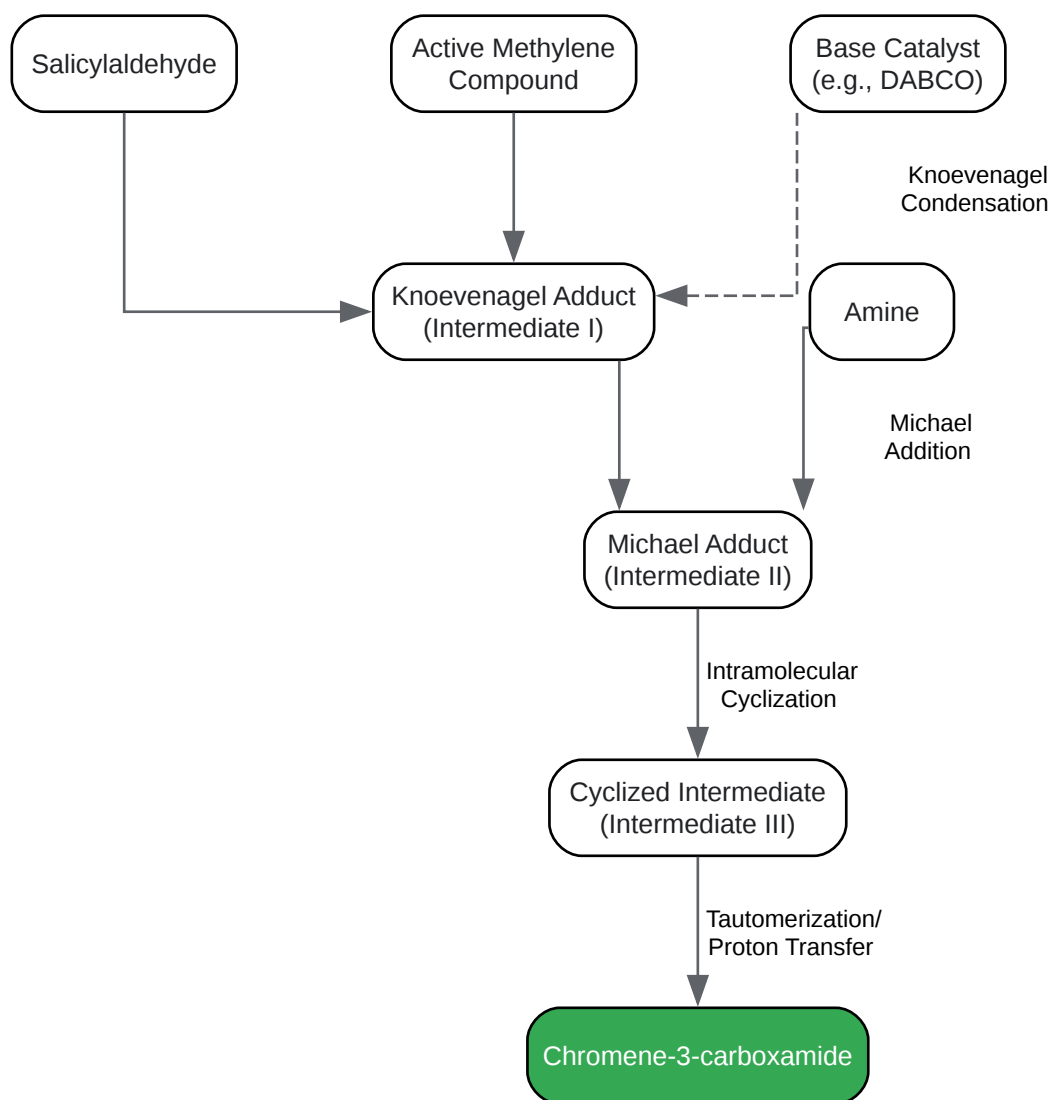 Salicylaldehyde
Active Methylene
Compound
Base Catalyst
(e.g., DABCO)
Knoevenagel
Condensation
Knoevenagel Adduct
(Intermediate I)
Amine
Michael
Addition
Michael Adduct
(Intermediate II)
Intramolecular
Cyclization
Cyclized Intermediate
(Intermediate III)
Tautomerization/
Proton Transfer
Chromene-3-carboxamide